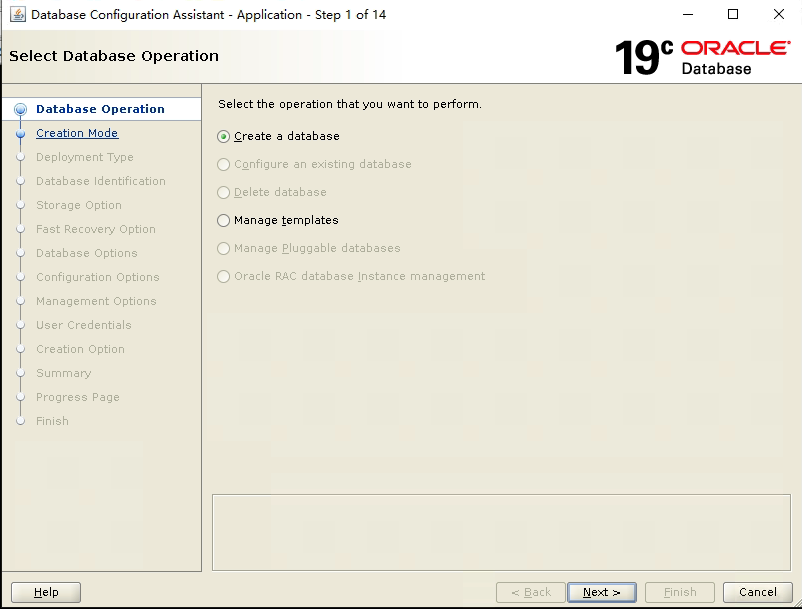 Database Configuration Assistant - Application - Step 1 of 14
Select Database Operation
19c ORACLE
Database
Database Operation
Creation Mode
Deployment Type
Database Identification
Storage Option
Fast Recovery Option
Database Options
Configuration Options
Management Options
User Credentials
Creation Option
Summary
Progress Page
Finish
Select the operation that you want to perform.
Create a database
Configure an existing database
Delete database
Manage templates
Manage Pluggable databases
Oracle RAC database Instance management
Help
< Back
Next >
Finish
Cancel